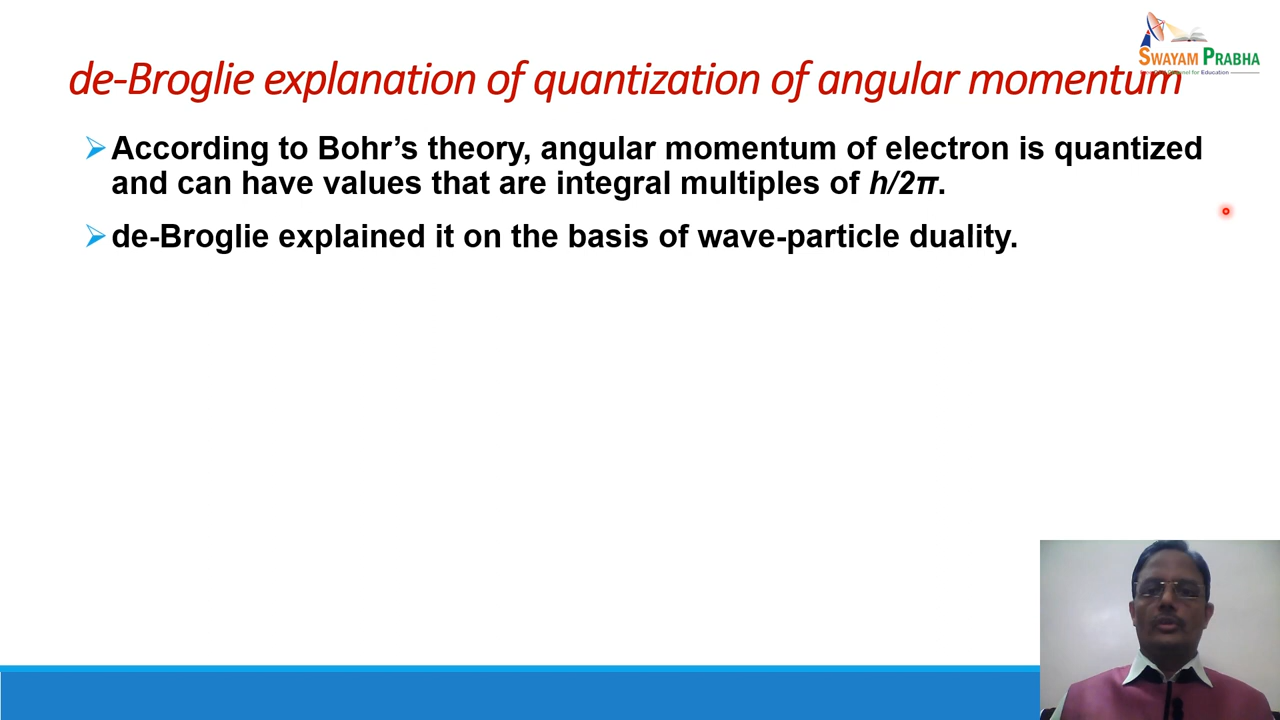 SWAYAM PRABHA
de-Broglie explanation of quantization of angular momentum
➢ According to Bohr’s theory, angular momentum of electron is quantized
and can have values that are integral multiples of h/2π.
➢ de-Broglie explained it on the basis of wave-particle duality.